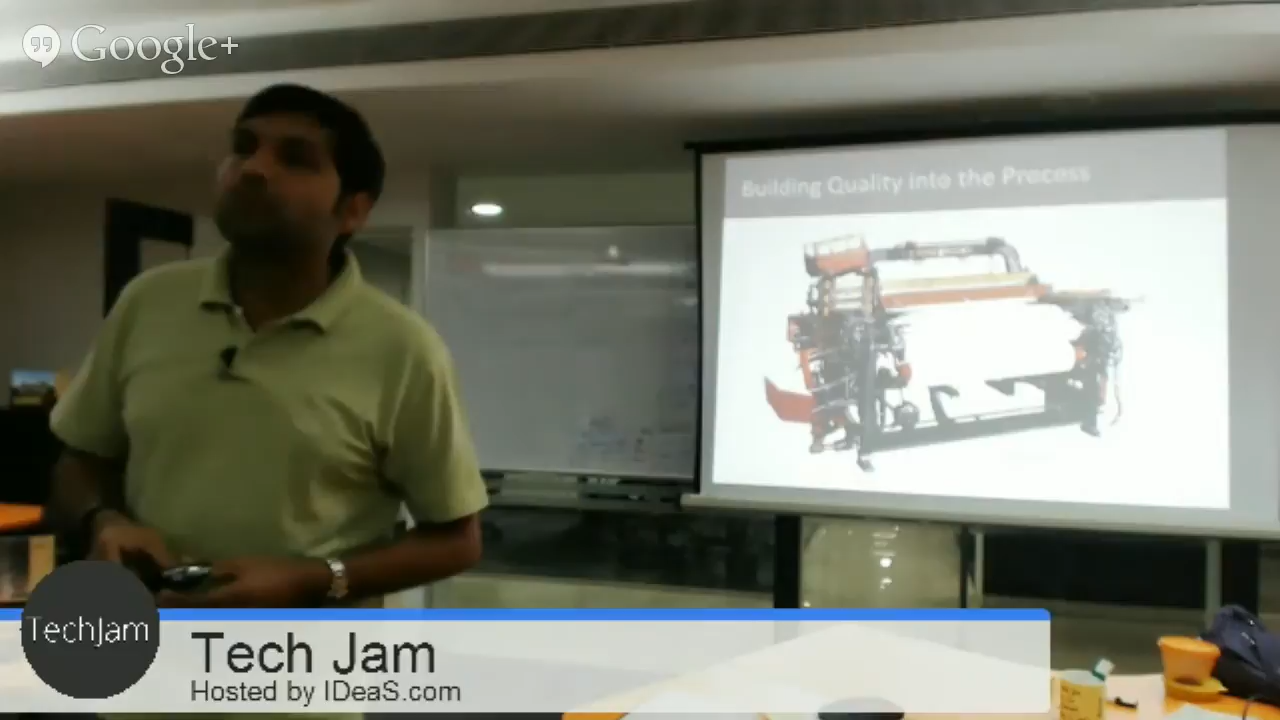 Google+
Building Quality into the Process
TechJam
Tech Jam
Hosted by IDeaS.com